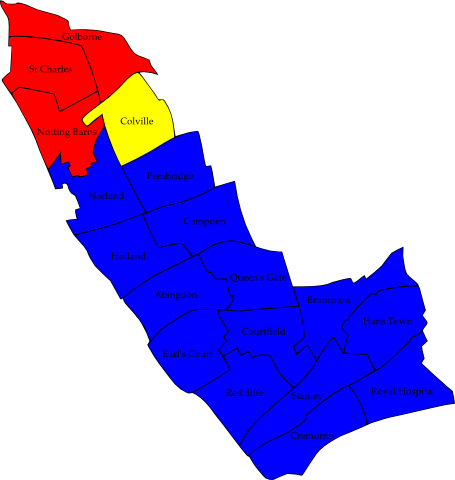 Golborne
St Charles
Colville
Notting Barns
Pembridge
Norland
Campden
Holland
Queen's Gate
Abingdon
Brompton
Hans Town
Courtfield
Earl's Court
Redcliffe
Stanley
Royal Hospital
Cremorne